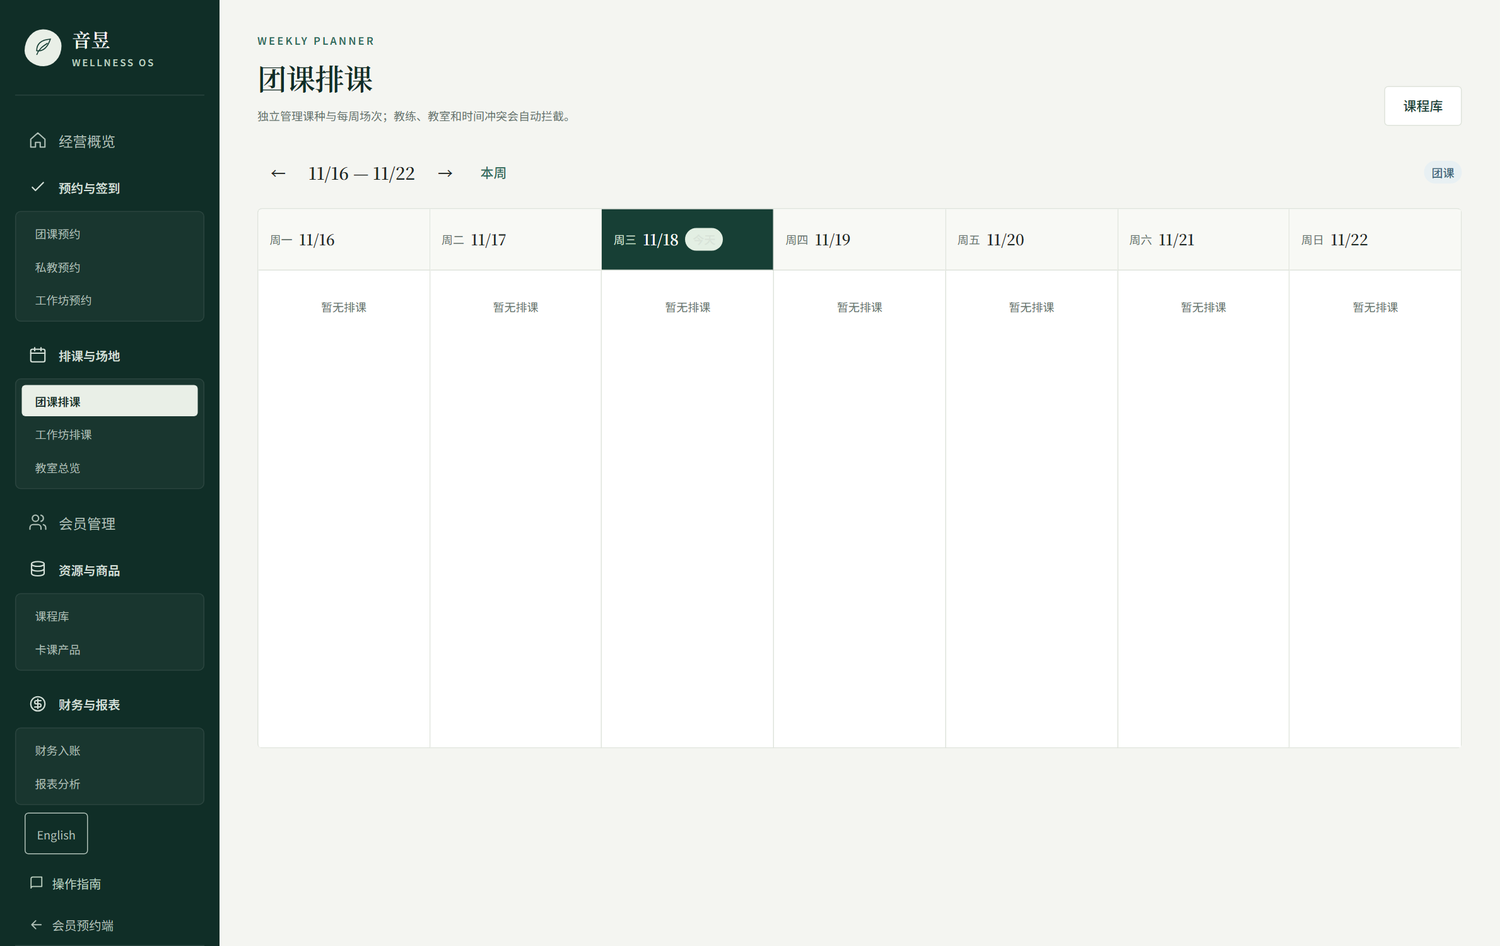 音昱
WELLNESS OS
经营概览
预约与签到
团课预约
私教预约
工作坊预约
排课与场地
团课排课
工作坊排课
教室总览
会员管理
资源与商品
课程库
卡课产品
财务与报表
财务入账
报表分析
English
操作指南
会员预约端
WEEKLY PLANNER
团课排课
独立管理课种与每周场次；教练、教室和时间冲突会自动拦截。
课程库
← 11/16 — 11/22 → 本周
团课
周一 11/16
周二 11/17
周三 11/18 今天
周四 11/19
周五 11/20
周六 11/21
周日 11/22
暂无排课
暂无排课
暂无排课
暂无排课
暂无排课
暂无排课
暂无排课